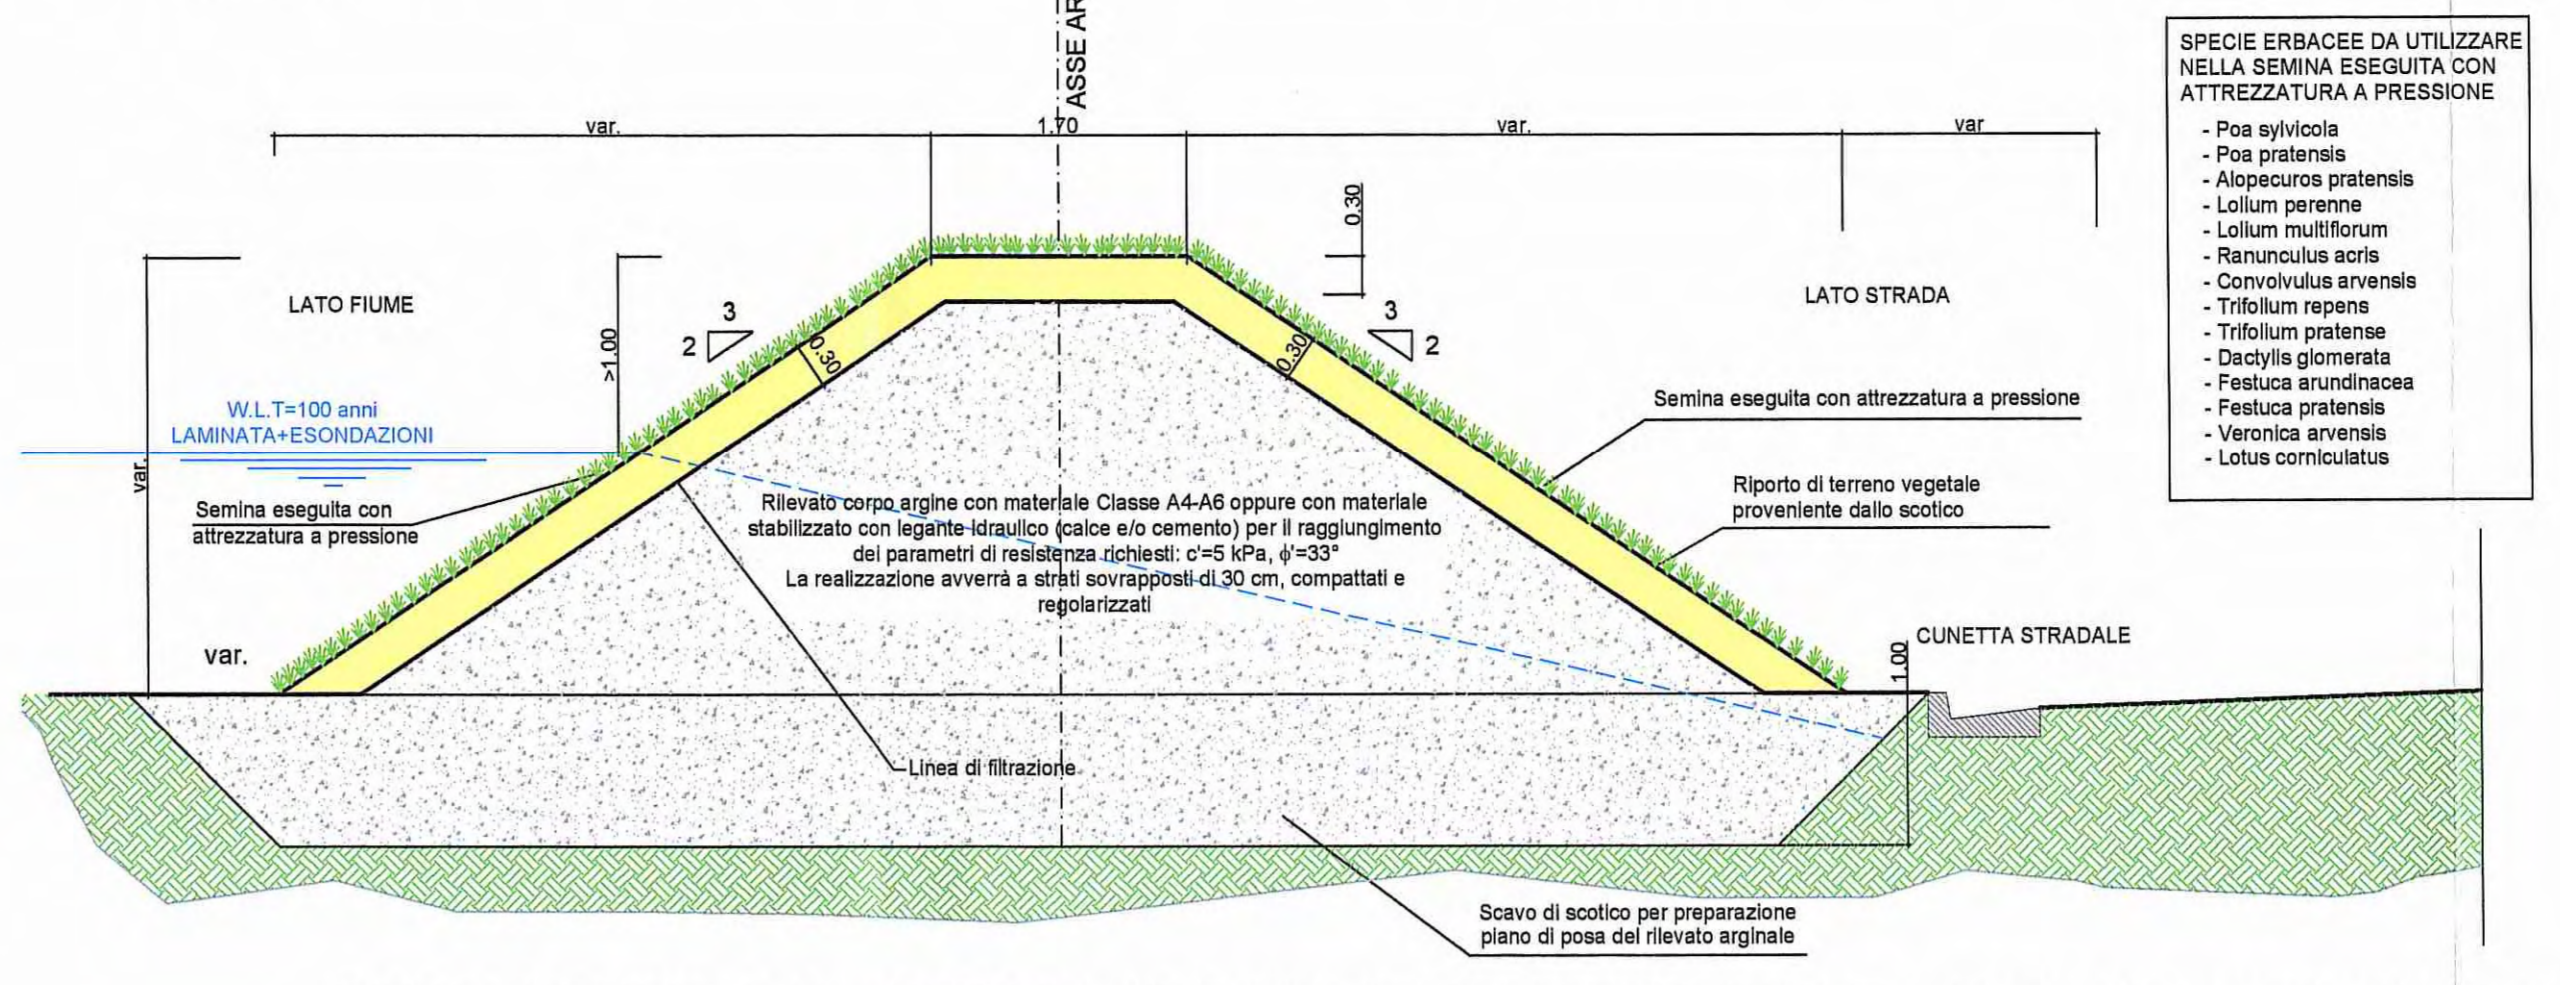 ASSE AR
SPECIE ERBACEE DA UTILIZZARE
NELLA SEMINA ESEGUITA CON
ATTREZZATURA A PRESSIONE
- Poa sylvicola
- Poa pratensis
- Alopecuros pratensis
- Lolium perenne
- Lolium multiflorum
- Ranunculus acris
- Convolvulus arvensis
- Trifolium repens
- Trifolium pratense
- Dactylis glomerata
- Festuca arundinacea
- Festuca pratensis
- Veronica arvensis
- Lotus corniculatus
var.
1.70
var.
var
0.30
LATO FIUME
LATO STRADA
3
2
3
2
>1.00
0.30
0.30
W.L.T=100 anni
LAMINATA+ESONDAZIONI
var.
Semina eseguita con
attrezzatura a pressione
Semina eseguita con attrezzatura a pressione
Riporto di terreno vegetale
proveniente dallo scotico
Rilevato corpo argine con materiale Classe A4-A6 oppure con materiale
stabilizzato con legante idraulico (calce e/o cemento) per il raggiungimento
dei parametri di resistenza richiesti: c'=5 kPa, ϕ'=33°
La realizzazione avverrà a strati sovrapposti di 30 cm, compattati e
regolarizzati
var.
1.00
CUNETTA STRADALE
Linea di filtrazione
Scavo di scotico per preparazione
piano di posa del rilevato arginale